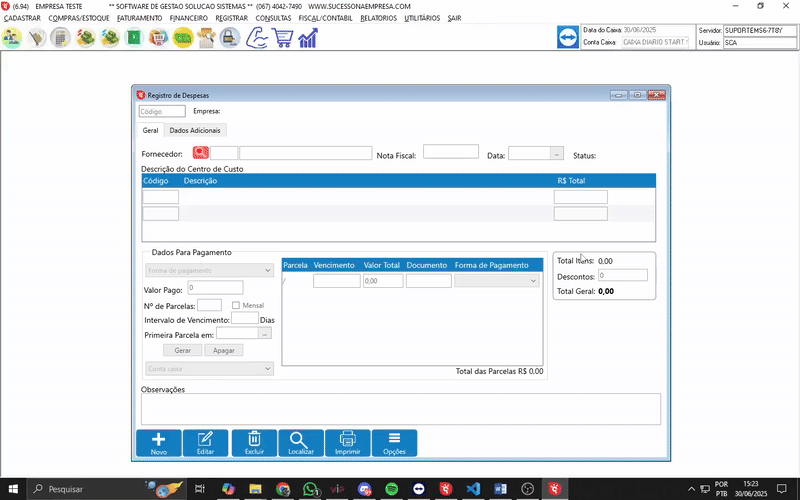 (6.94) EMPRESA TESTE ** SOFTWARE DE GESTAO SOLUCAO SISTEMAS ** (067) 4042-7490 WWW.SUCESSONAEMPRESA.COM
CADASTRAR COMPRAS/ESTOQUE FATURAMENTO FINANCEIRO REGISTRAR CONSULTAS FISCAL/CONTABIL RELATORIOS UTILITÁRIOS SAIR
Data do Caixa: 30/06/2025
Conta Caixa: CAIXA DIARIO START 1
Servidor: SUPORTEMS6-7T8Y
Usuário: SCA
Registro de Despesas
Código Empresa:
Geral Dados Adicionais
Fornecedor: Nota Fiscal: Data: ... Status:
Descrição do Centro de Custo
Código Descrição R$ Total
Dados Para Pagamento
Forma de pagamento
Valor Pago: 0
Nº de Parcelas: Mensal
Intervalo de Vencimento: Dias
Primeira Parcela em: ...
Gerar Apagar
Conta caixa
Parcela Vencimento Valor Total Documento Forma de Pagamento
/ 0,00
Total das Parcelas R$ 0,00
Total Itens: 0,00
Descontos: 0
Total Geral: 0,00
Observações
Novo Editar Excluir Localizar Imprimir Opções
Pesquisar
POR
PTB
15:23
30/06/2025